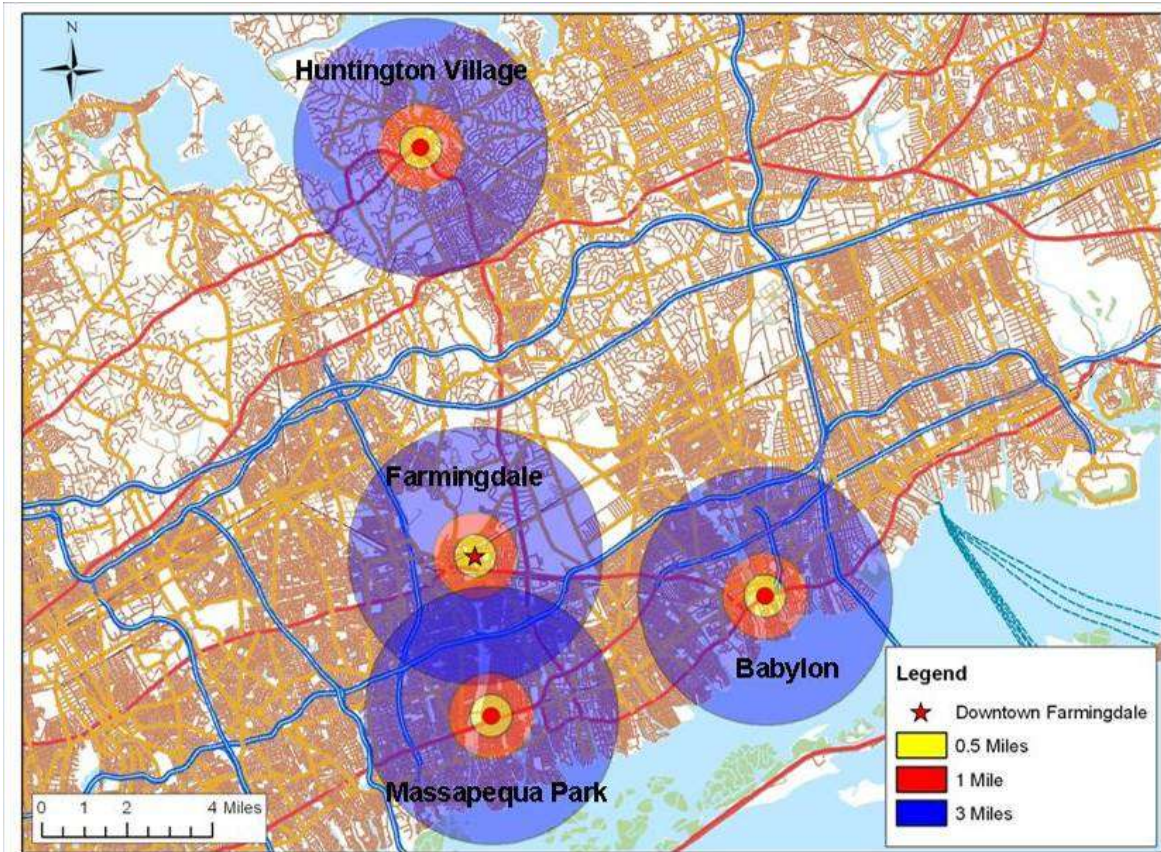 N
Huntington Village
Farmingdale
Babylon
Massapequa Park
0 1 2 4 Miles
Legend
Downtown Farmingdale
0.5 Miles
1 Mile
3 Miles